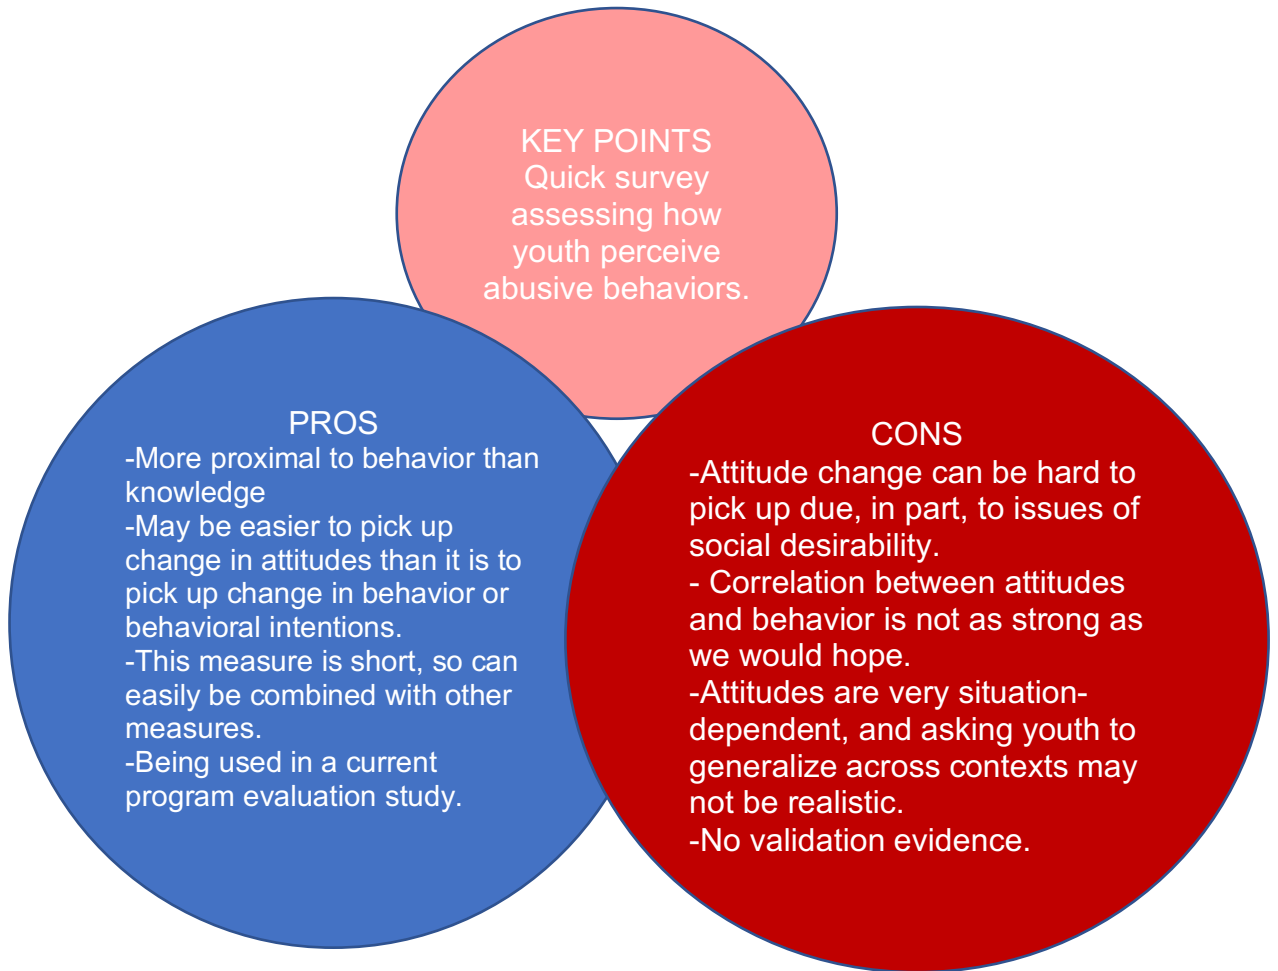 KEY POINTS
Quick survey
assessing how
youth perceive
abusive behaviors.
PROS
-More proximal to behavior than
knowledge
-May be easier to pick up
change in attitudes than it is to
pick up change in behavior or
behavioral intentions.
-This measure is short, so can
easily be combined with other
measures.
-Being used in a current
program evaluation study.
CONS
-Attitude change can be hard to
pick up due, in part, to issues of
social desirability.
- Correlation between attitudes
and behavior is not as strong as
we would hope.
-Attitudes are very situation-
dependent, and asking youth to
generalize across contexts may
not be realistic.
-No validation evidence.